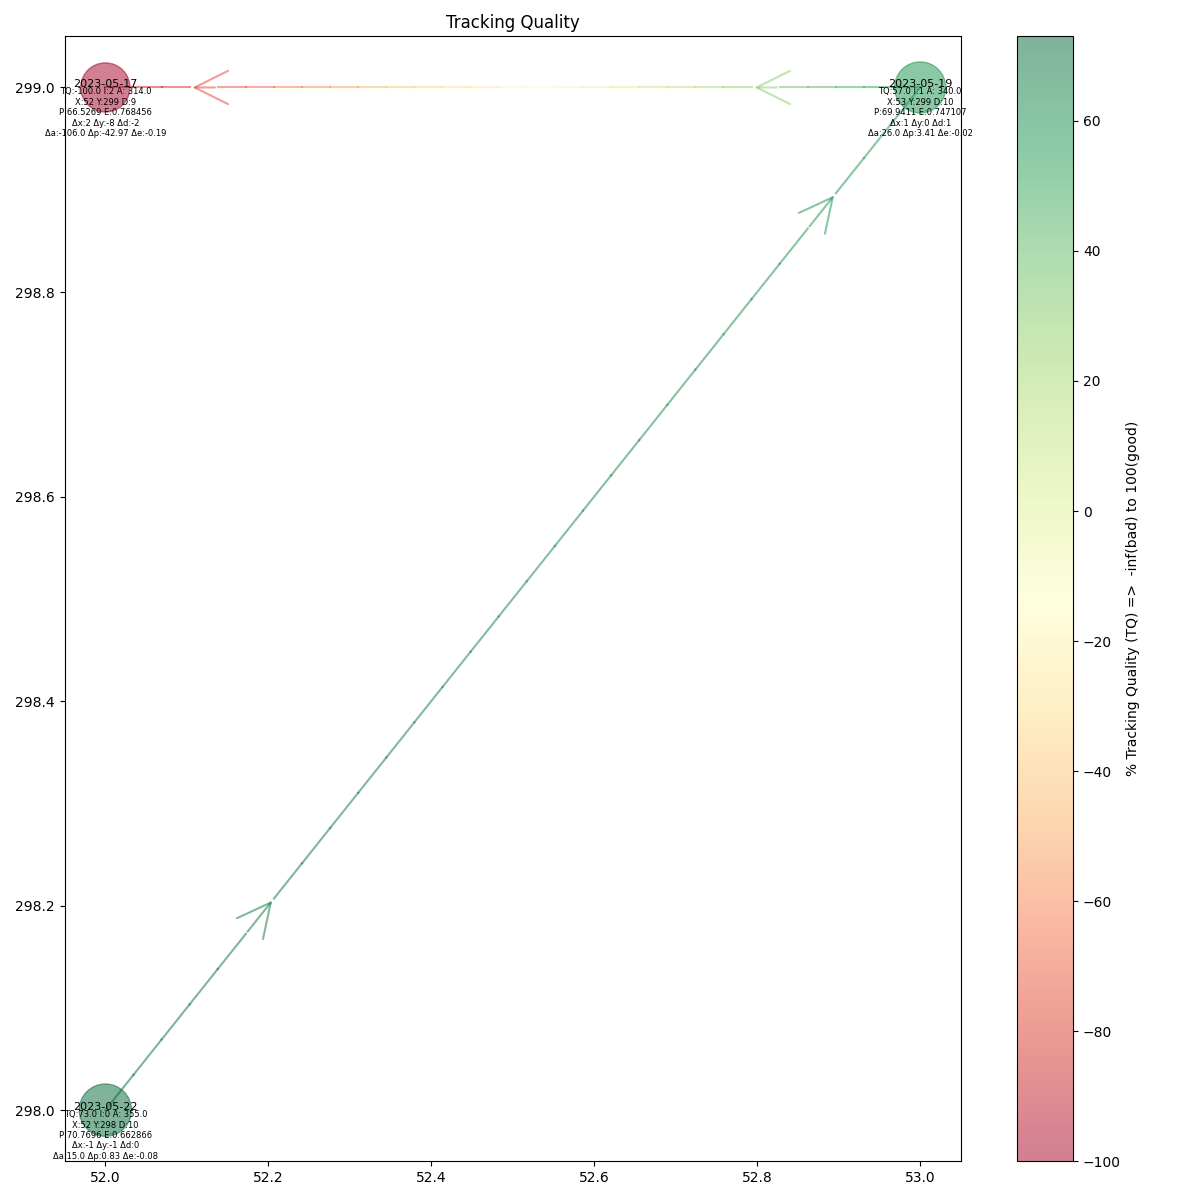 Tracking Quality
299.0
298.8
298.6
298.4
298.2
298.0
2023-05-17
TQ:-100.0 I:2 A: 314.0
X:52 Y:299 D:9
P:66.5269 E:0.768456
Δx:2 Δy:-8 Δd:-2
Δa:-106.0 Δp:-42.97 Δe:-0.19
2023-05-19
TQ:57.0 I:1 A: 340.0
X:53 Y:299 D:10
P:69.9411 E:0.747107
Δx:1 Δy:0 Δd:1
Δa:26.0 Δp:3.41 Δe:-0.02
2023-05-22
TQ:73.0 I:0 A: 355.0
X:52 Y:298 D:10
P:70.7696 E:0.662866
Δx:-1 Δy:-1 Δd:0
Δa:15.0 Δp:0.83 Δe:-0.08
52.0 52.2 52.4 52.6 52.8 53.0
60
40
20
0
−20
−40
−60
−80
−100
% Tracking Quality (TQ) => -inf(bad) to 100(good)